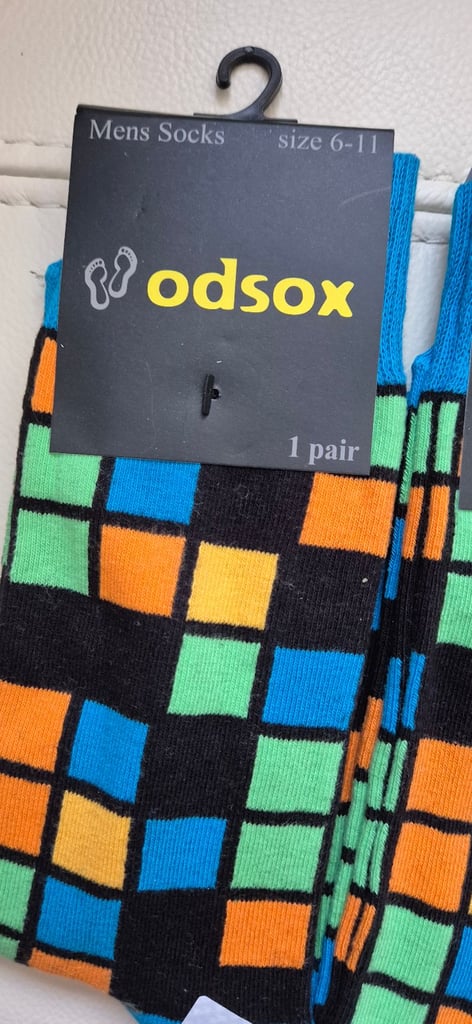 Mens Socks size 6-11
odsox
1 pair